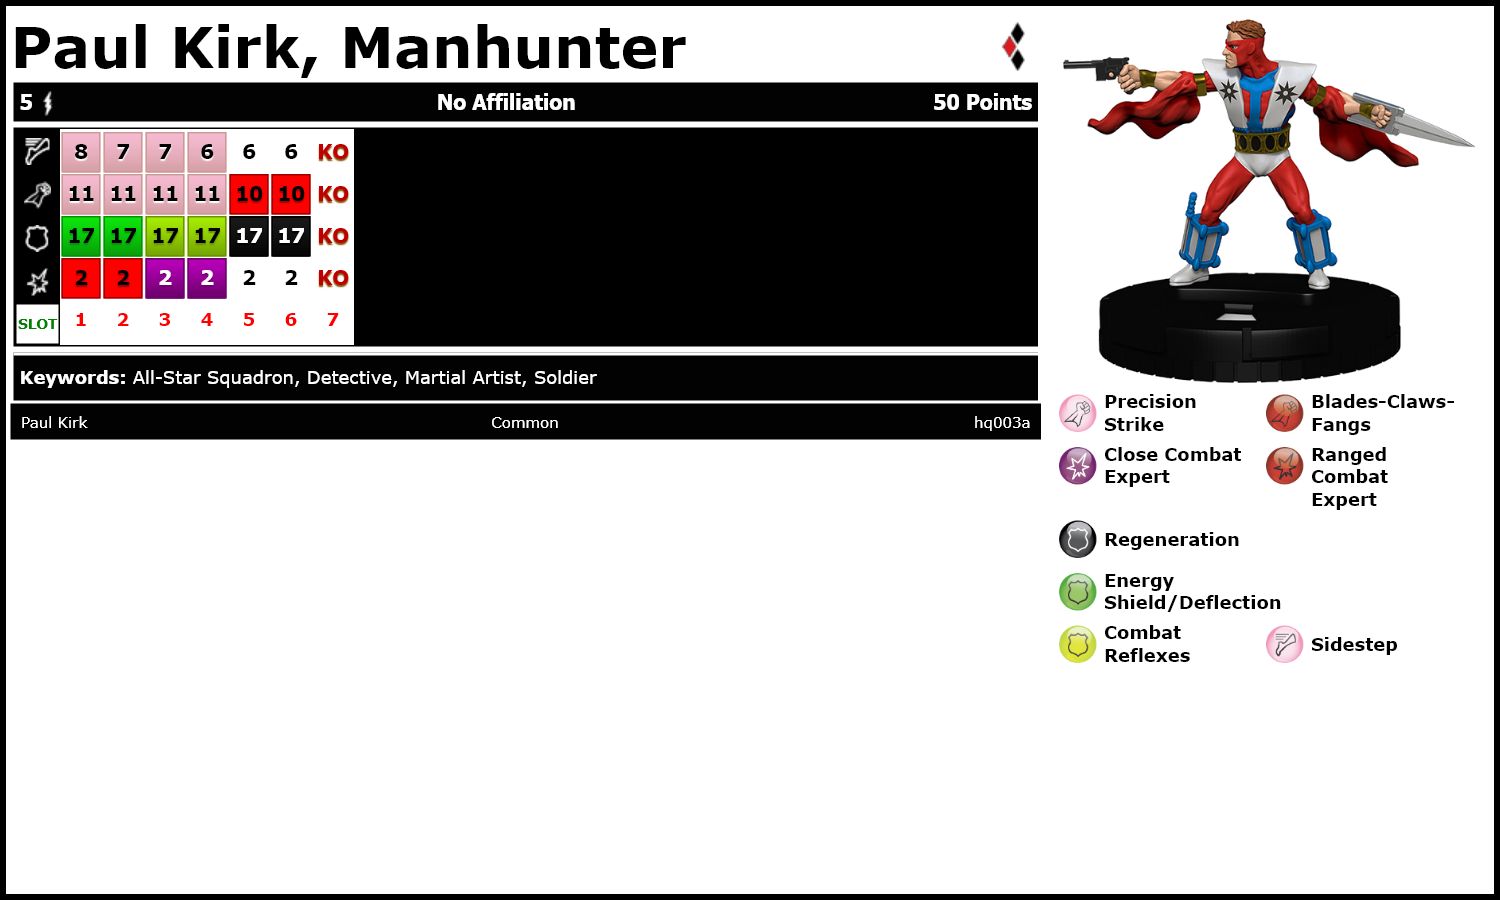 Paul Kirk, Manhunter
5 No Affiliation 50 Points
8 7 7 6 6 6 KO
11 11 11 11 10 10 KO
17 17 17 17 17 17 KO
2 2 2 2 2 2 KO
SLOT 1 2 3 4 5 6 7
Keywords: All-Star Squadron, Detective, Martial Artist, Soldier
Paul Kirk Common hq003a
Precision
Strike
Blades-Claws-
Fangs
Close Combat
Expert
Ranged
Combat
Expert
Regeneration
Energy
Shield/Deflection
Combat
Reflexes
Sidestep